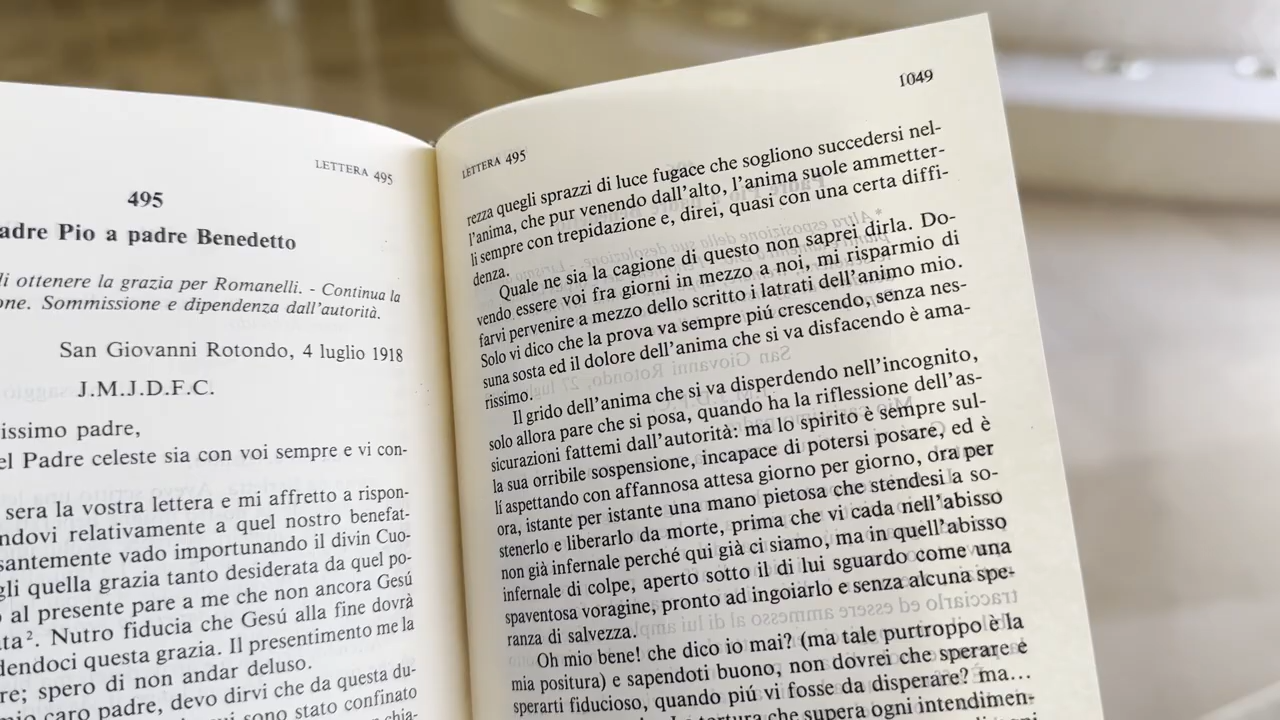 LETTERA 495
495
adre Pio a padre Benedetto
di ottenere la grazia per Romanelli. - Continua la
one. Sommissione e dipendenza dall'autorità.
San Giovanni Rotondo, 4 luglio 1918
J.M.J.D.F.C.
issimo padre,
el Padre celeste sia con voi sempre e vi con-
sera la vostra lettera e mi affretto a rispon-
ndovi relativamente a quel nostro benefat-
santemente vado importunando il divin Cuo-
gli quella grazia tanto desiderata da quel po-
al presente pare a me che non ancora Gesú
ta². Nutro fiducia che Gesú alla fine dovrà
dendoci questa grazia. Il presentimento me la
re; spero di non andar deluso.
mio caro padre, devo dirvi che da questa du-
ui sono stato confinato
chia-
LETTERA 495
1049
rezza quegli sprazzi di luce fugace che sogliono succedersi nel-
l'anima, che pur venendo dall'alto, l'anima suole ammetter-
li sempre con trepidazione e, direi, quasi con una certa diffi-
denza.
Quale ne sia la cagione di questo non saprei dirla. Do-
vendo essere voi fra giorni in mezzo a noi, mi risparmio di
farvi pervenire a mezzo dello scritto i latrati dell'animo mio.
Solo vi dico che la prova va sempre piú crescendo, senza nes-
suna sosta ed il dolore dell'anima che si va disfacendo è ama-
rissimo.
Il grido dell'anima che si va disperdendo nell'incognito,
solo allora pare che si posa, quando ha la riflessione dell'as-
sicurazioni fattemi dall'autorità: ma lo spirito è sempre sul-
la sua orribile sospensione, incapace di potersi posare, ed è
lí aspettando con affannosa attesa giorno per giorno, ora per
ora, istante per istante una mano pietosa che stendesi a so-
stenerlo e liberarlo da morte, prima che vi cada nell'abisso
non già infernale perché qui già ci siamo, ma in quell'abisso
infernale di colpe, aperto sotto il di lui sguardo come una
spaventosa voragine, pronto ad ingoiarlo e senza alcuna spe-
ranza di salvezza.
Oh mio bene! che dico io mai? (ma tale purtroppo è la
mia positura) e sapendoti buono, non dovrei che sperare e
sperarti fiducioso, quando piú vi fosse da disperare? ma...
tortura che supera ogni intendimen-